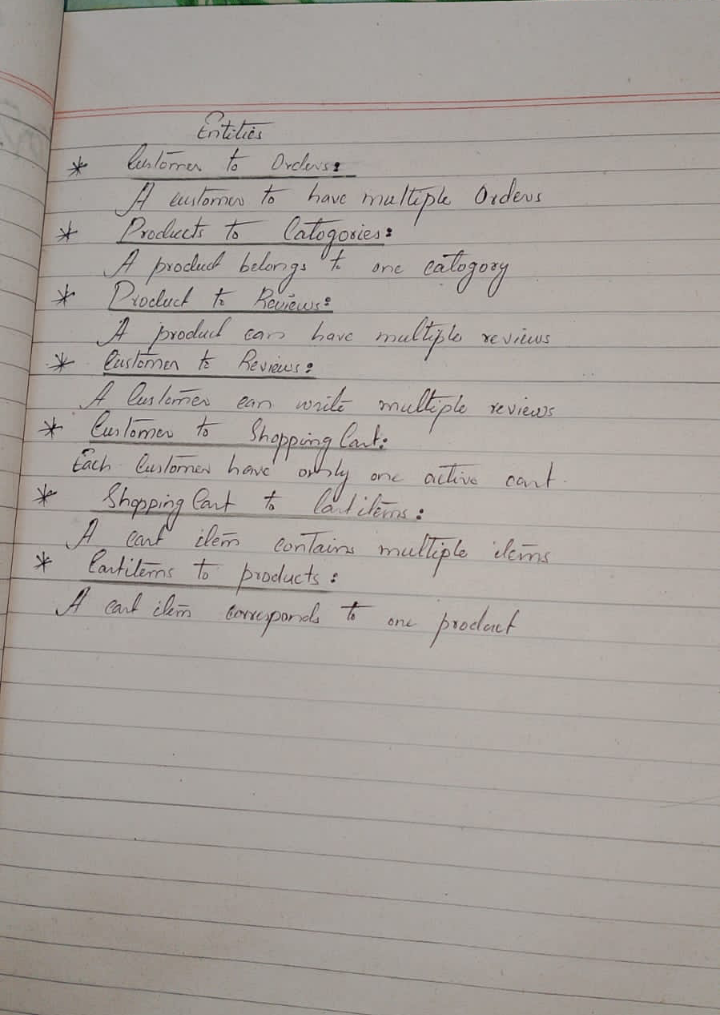 Entities
* Customer to Orders:
A customer to have multiple Orders
* Products to Catogories:
A product belongs to one catogory
* Product to Reviews:
A product can have multiple reviews
* Customer to Reviews:
A Customer can write multiple reviews
* Customer to Shopping Cart:
Each Customer have only one active cart.
* Shopping Cart to Cartitems:
A cart item contains multiple items
* Cartitems to products:
A cart item corresponds to one product